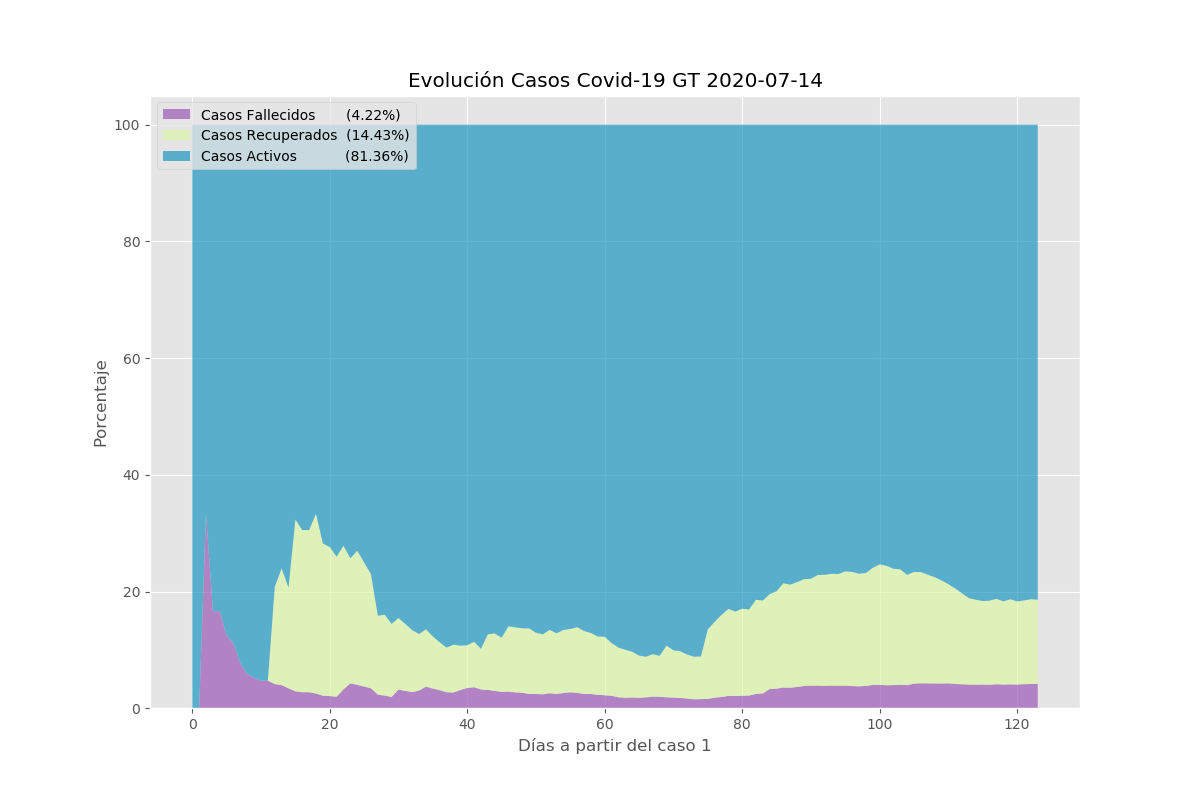 Evolución Casos Covid-19 GT 2020-07-14
Casos Fallecidos (4.22%)
Casos Recuperados (14.43%)
Casos Activos (81.36%)
Porcentaje
100
80
60
40
20
0
0 20 40 60 80 100 120
Días a partir del caso 1